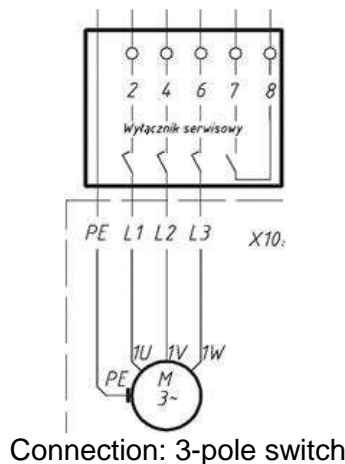 2 4 6 7 8
Wyłącznik serwisowy
PE L1 L2 L3 X10:
1U 1V 1W
PE M
3~
Connection: 3-pole switch